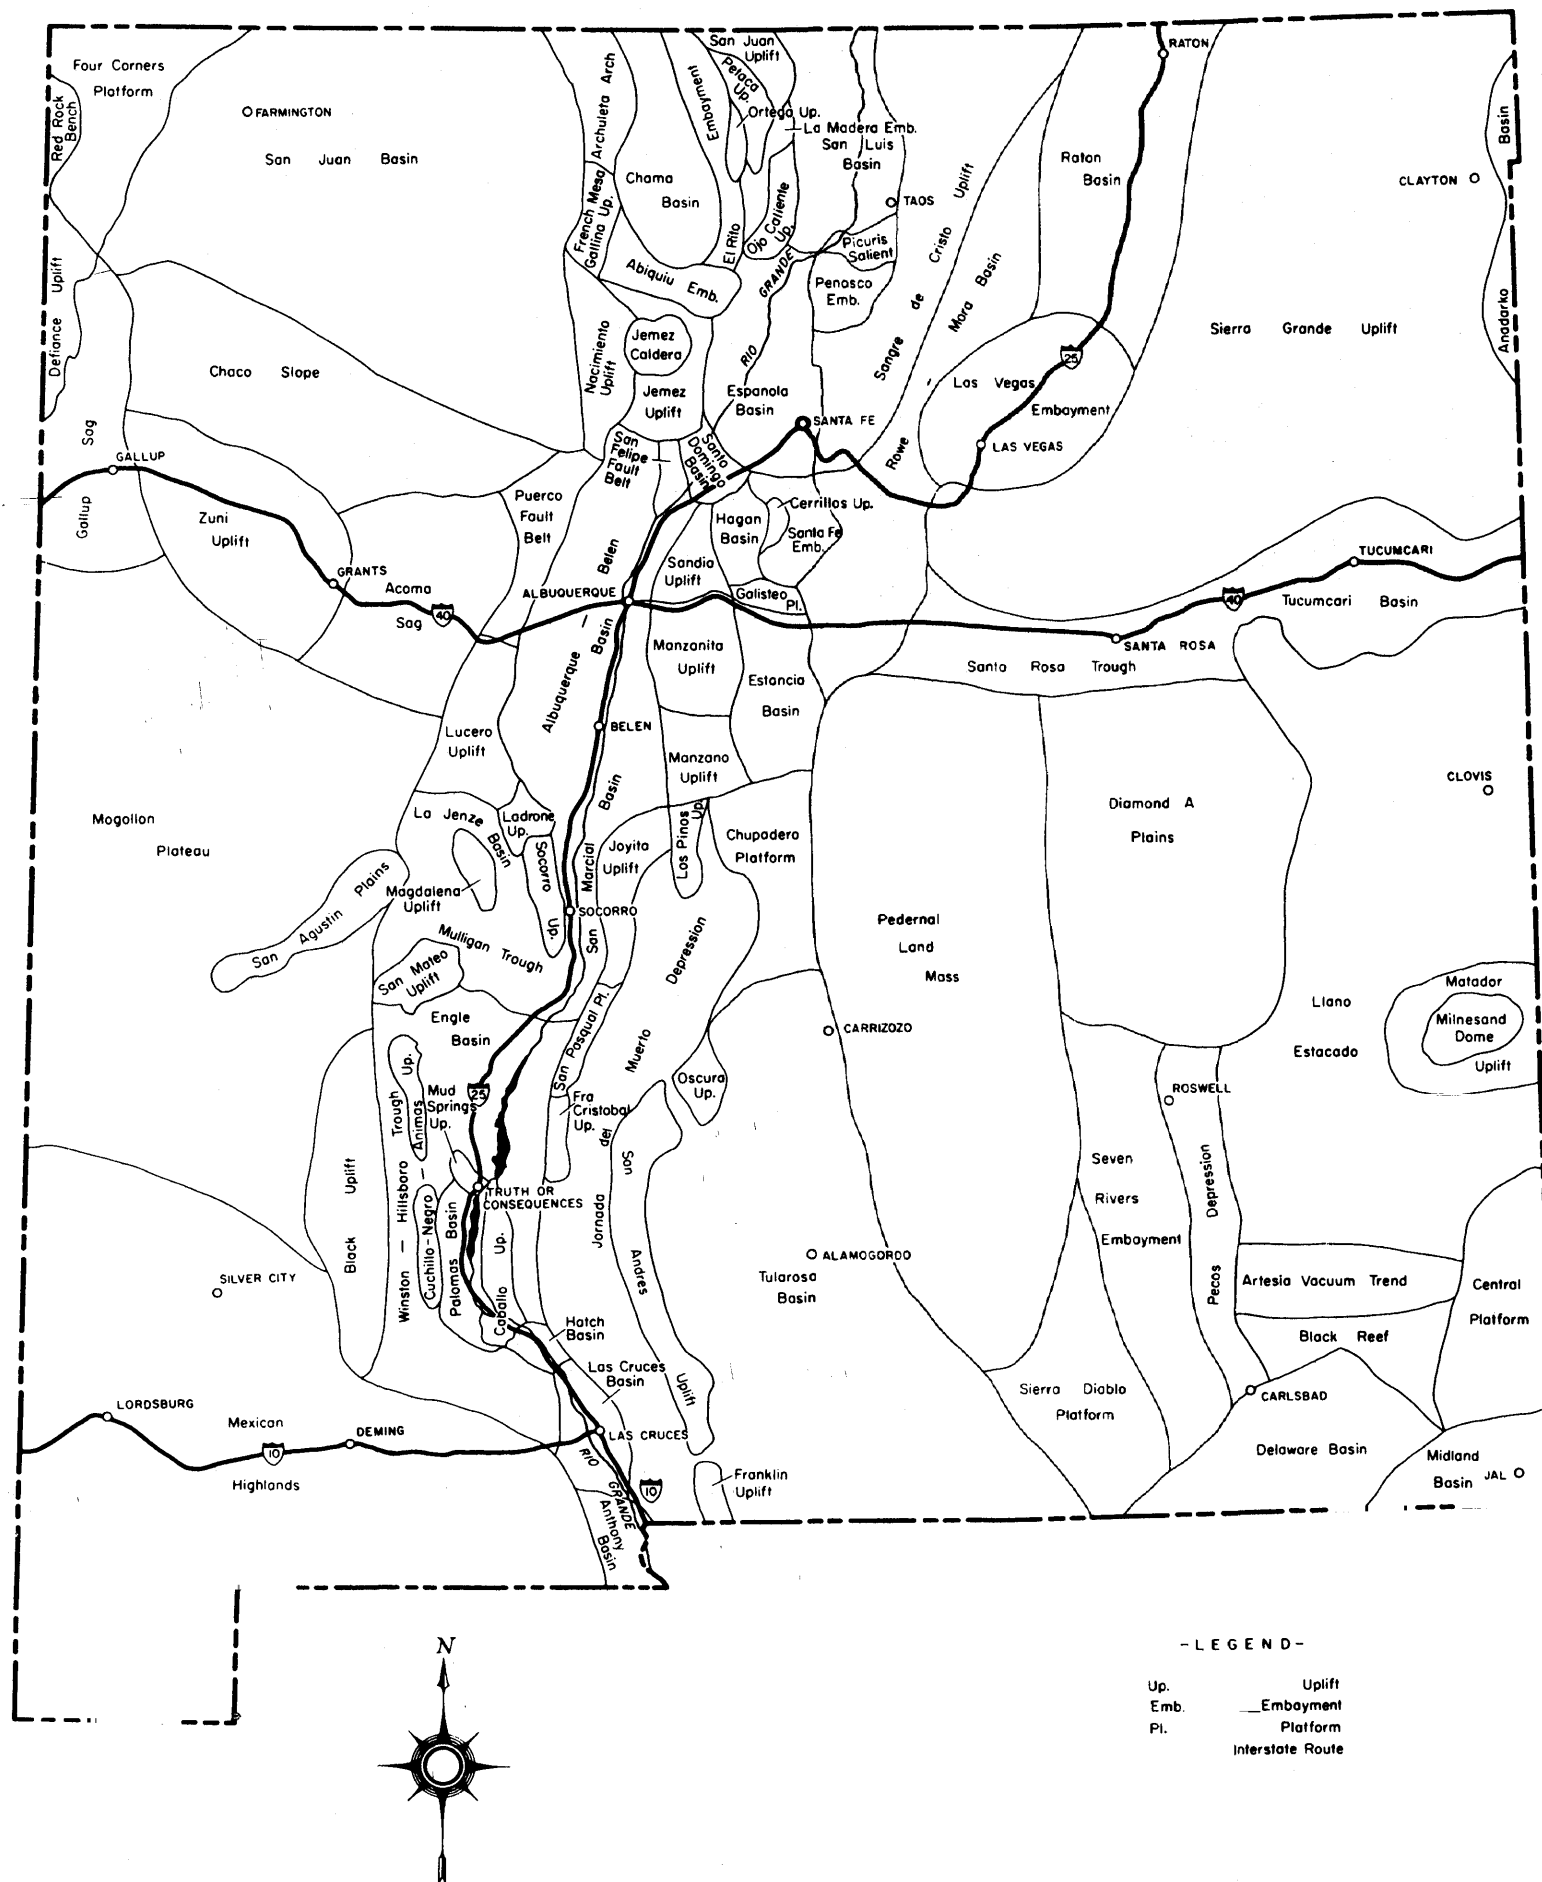 Four Corners
Platform
Red Rock
Bench
FARMINGTON
San Juan Basin
Archuleta Arch
French Mesa
Gallina Up.
Chama
Basin
Embayment
El Rito
San Juan
Uplift
Petaca
Up.
Ortega Up.
La Madera Emb.
San Luis
Basin
TAOS
Ojo Caliente
Up.
Picuris
Salient
Penasco
Emb.
Abiquiu Emb.
RIO GRANDE
Sangre de Cristo Uplift
Raton
Basin
RATON
Mora Basin
Rowe
CLAYTON
Anadarko Basin
Sierra Grande Uplift
Defiance Uplift
Chaco Slope
Nacimiento
Uplift
Jemez
Caldera
Jemez
Uplift
Espanola
Basin
SANTA FE
25
Las Vegas
Embayment
LAS VEGAS
Gallup Sag
GALLUP
San
Felipe
Fault
Belt
Santo
Domingo
Basin
Zuni
Uplift
Puerco
Fault
Belt
Hagan
Basin
Cerrillos Up.
Santa Fe
Emb.
GRANTS
Acoma
Sag
40
ALBUQUERQUE
Sandia
Uplift
Galisteo
Pl.
TUCUMCARI
40
Tucumcari Basin
SANTA ROSA
Santa Rosa Trough
Albuquerque - Belen
Basin
Manzanita
Uplift
Estancia
Basin
BELEN
Lucero
Uplift
Manzano
Uplift
CLOVIS
Mogollon
Plateau
La Jenze
Basin
Ladrone
Up.
Socorro
Up.
San Marcial Basin
Joyita
Uplift
Los Pinos
Up.
Chupadera
Platform
Diamond A
Plains
San Agustin Plains
Magdalena
Uplift
SOCORRO
Mulligan Trough
San Mateo
Uplift
Pedernal
Land
Mass
Engle
Basin
San Pasqual Pl.
Jornada del Muerto Depression
CARRIZOZO
Llano
Estacado
Matador
Milnesand
Dome
Uplift
Oscura
Up.
ROSWELL
Winston - Hillsboro Trough
Animas Up.
Mud
Springs
Up.
25
Fra
Cristobal
Up.
Black Uplift
Cuchillo-Negro
Palomas Basin
TRUTH OR
CONSEQUENCES
Caballo Up.
San Andres Uplift
Seven
Rivers
Embayment
Pecos Depression
SILVER CITY
ALAMOGORDO
Tularosa
Basin
Artesia Vacuum Trend
Central
Platform
Hatch
Basin
Black Reef
Las Cruces
Basin
Sierra Diablo
Platform
CARLSBAD
LORDSBURG
Mexican
Highlands
10
DEMING
LAS CRUCES
Delaware Basin
Midland
Basin
JAL
RIO GRANDE
10
Franklin
Uplift
Anthony
Basin
N
-LEGEND-
Up. Uplift
Emb. Embayment
Pl. Platform
Interstate Route